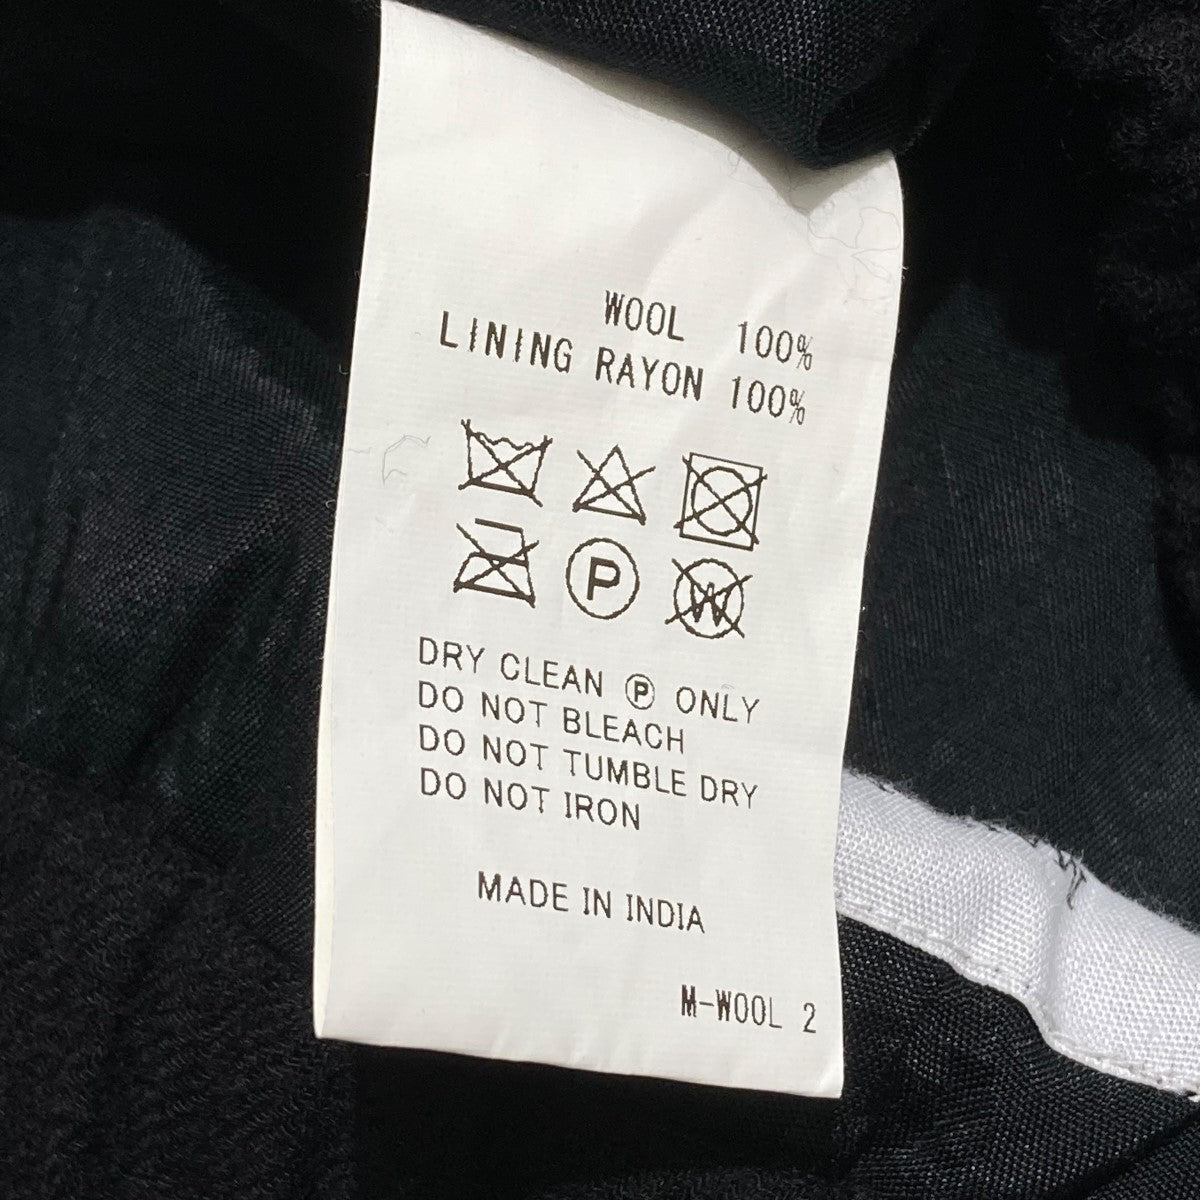 WOOL 100%
LINING RAYON 100%
P W
DRY CLEAN Ⓟ ONLY
DO NOT BLEACH
DO NOT TUMBLE DRY
DO NOT IRON
MADE IN INDIA
M-WOOL 2